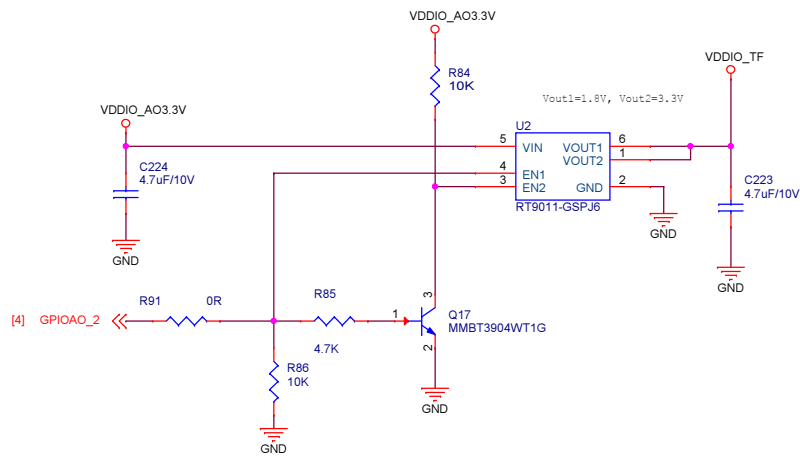 VDDIO_AO3.3V
VDDIO_TF
R84
10K
Vout1=1.8V, Vout2=3.3V
VDDIO_AO3.3V
U2
5 VIN VOUT1 6
VOUT2 1
4 EN1
3 EN2 GND 2
RT9011-GSPJ6
C224
4.7uF/10V
C223
4.7uF/10V
GND
GND
GND
R91 0R
R85
3
[4] GPIOAO_2
1
Q17
MMBT3904WT1G
4.7K
2
R86
10K
GND
GND